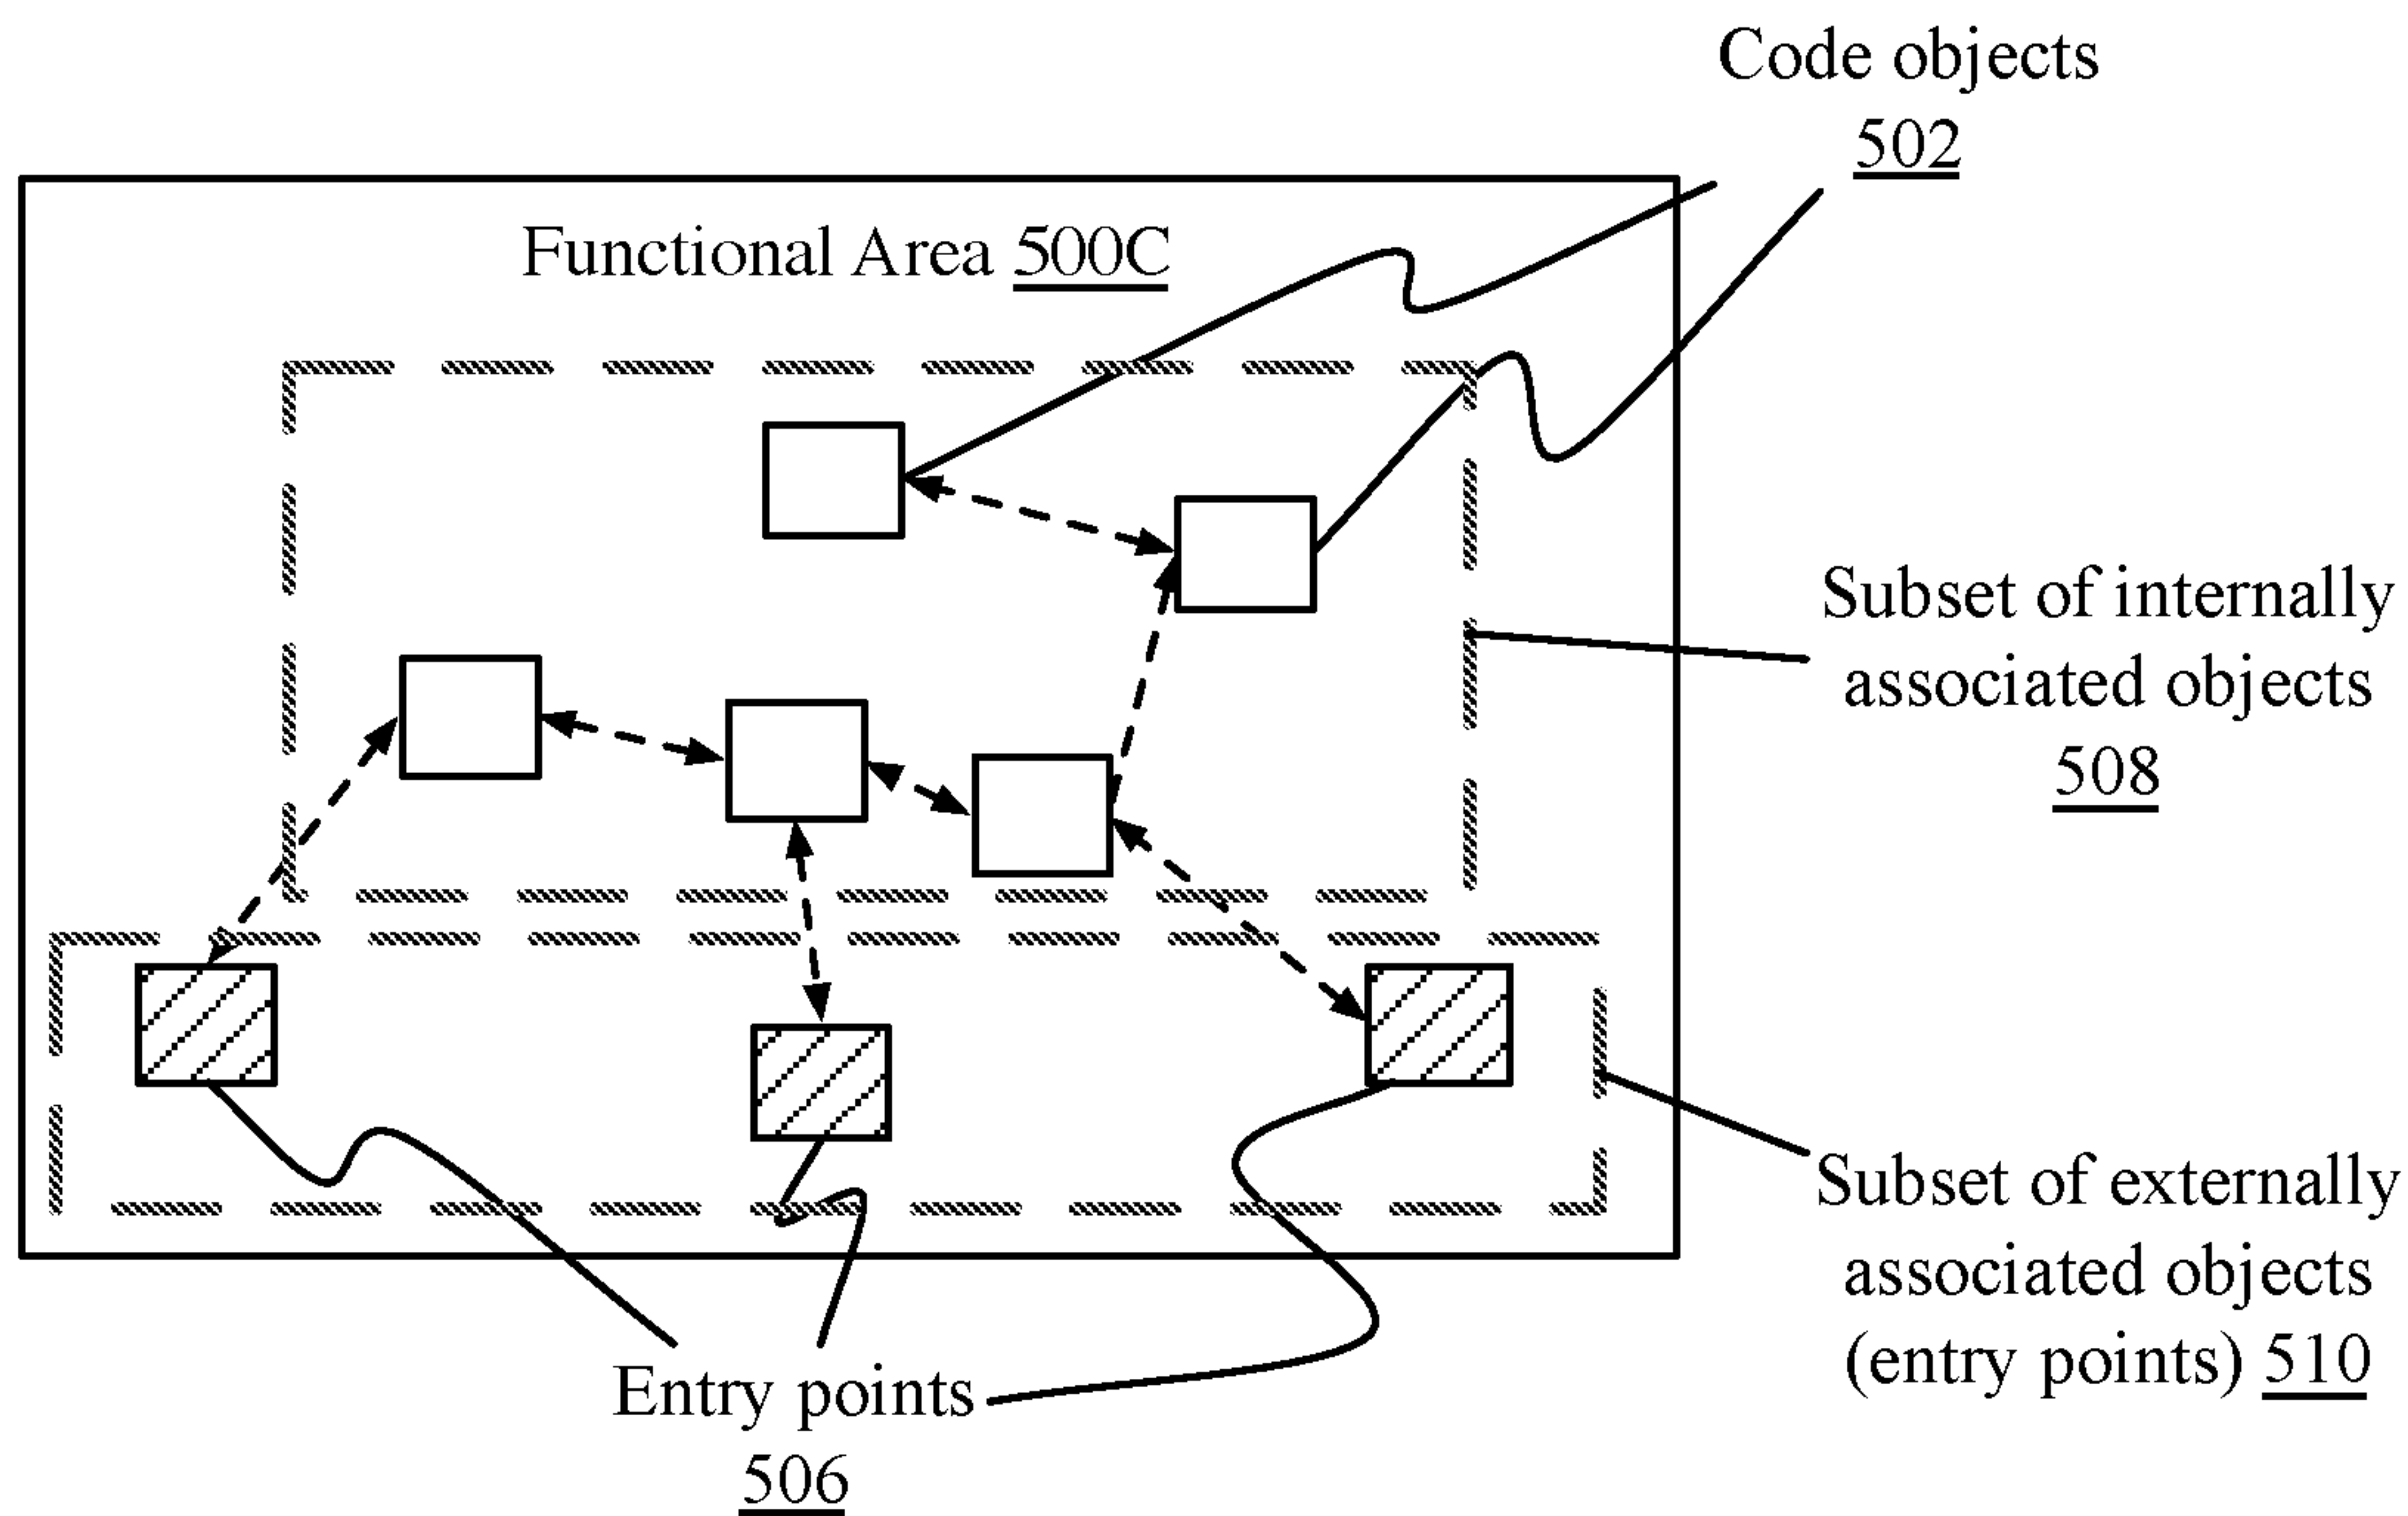 Code objects
502
Functional Area 500C
Subset of internally
associated objects
508
Subset of externally
associated objects
(entry points) 510
Entry points
506